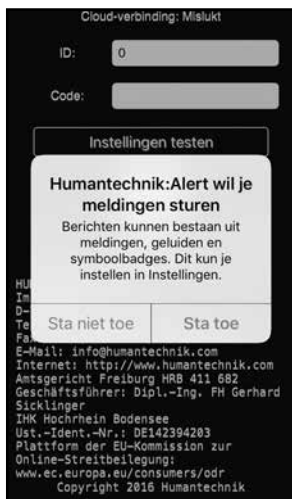 Cloud-verbinding: Mislukt
ID: 0
Code:
Instellingen testen
Humantechnik:Alert wil je
meldingen sturen
Berichten kunnen bestaan uit
meldingen, geluiden en
symboolbadges. Dit kun je
instellen in Instellingen.
Sta niet toe
Sta toe
HU
Im
D-
Te
Fa
E-Mail: info@humantechnik.com
Internet: http://www.humantechnik.com
Amtsgericht Freiburg HRB 411 682
Geschäftsführer: Dipl.-Ing. FH Gerhard
Sicklinger
IHK Hochrhein Bodensee
Ust.-Ident.-Nr.: DE142394203
Plattform der EU-Kommission zur
Online-Streitbeilegung:
www.ec.europa.eu/consumers/odr
Copyright 2016 Humantechnik